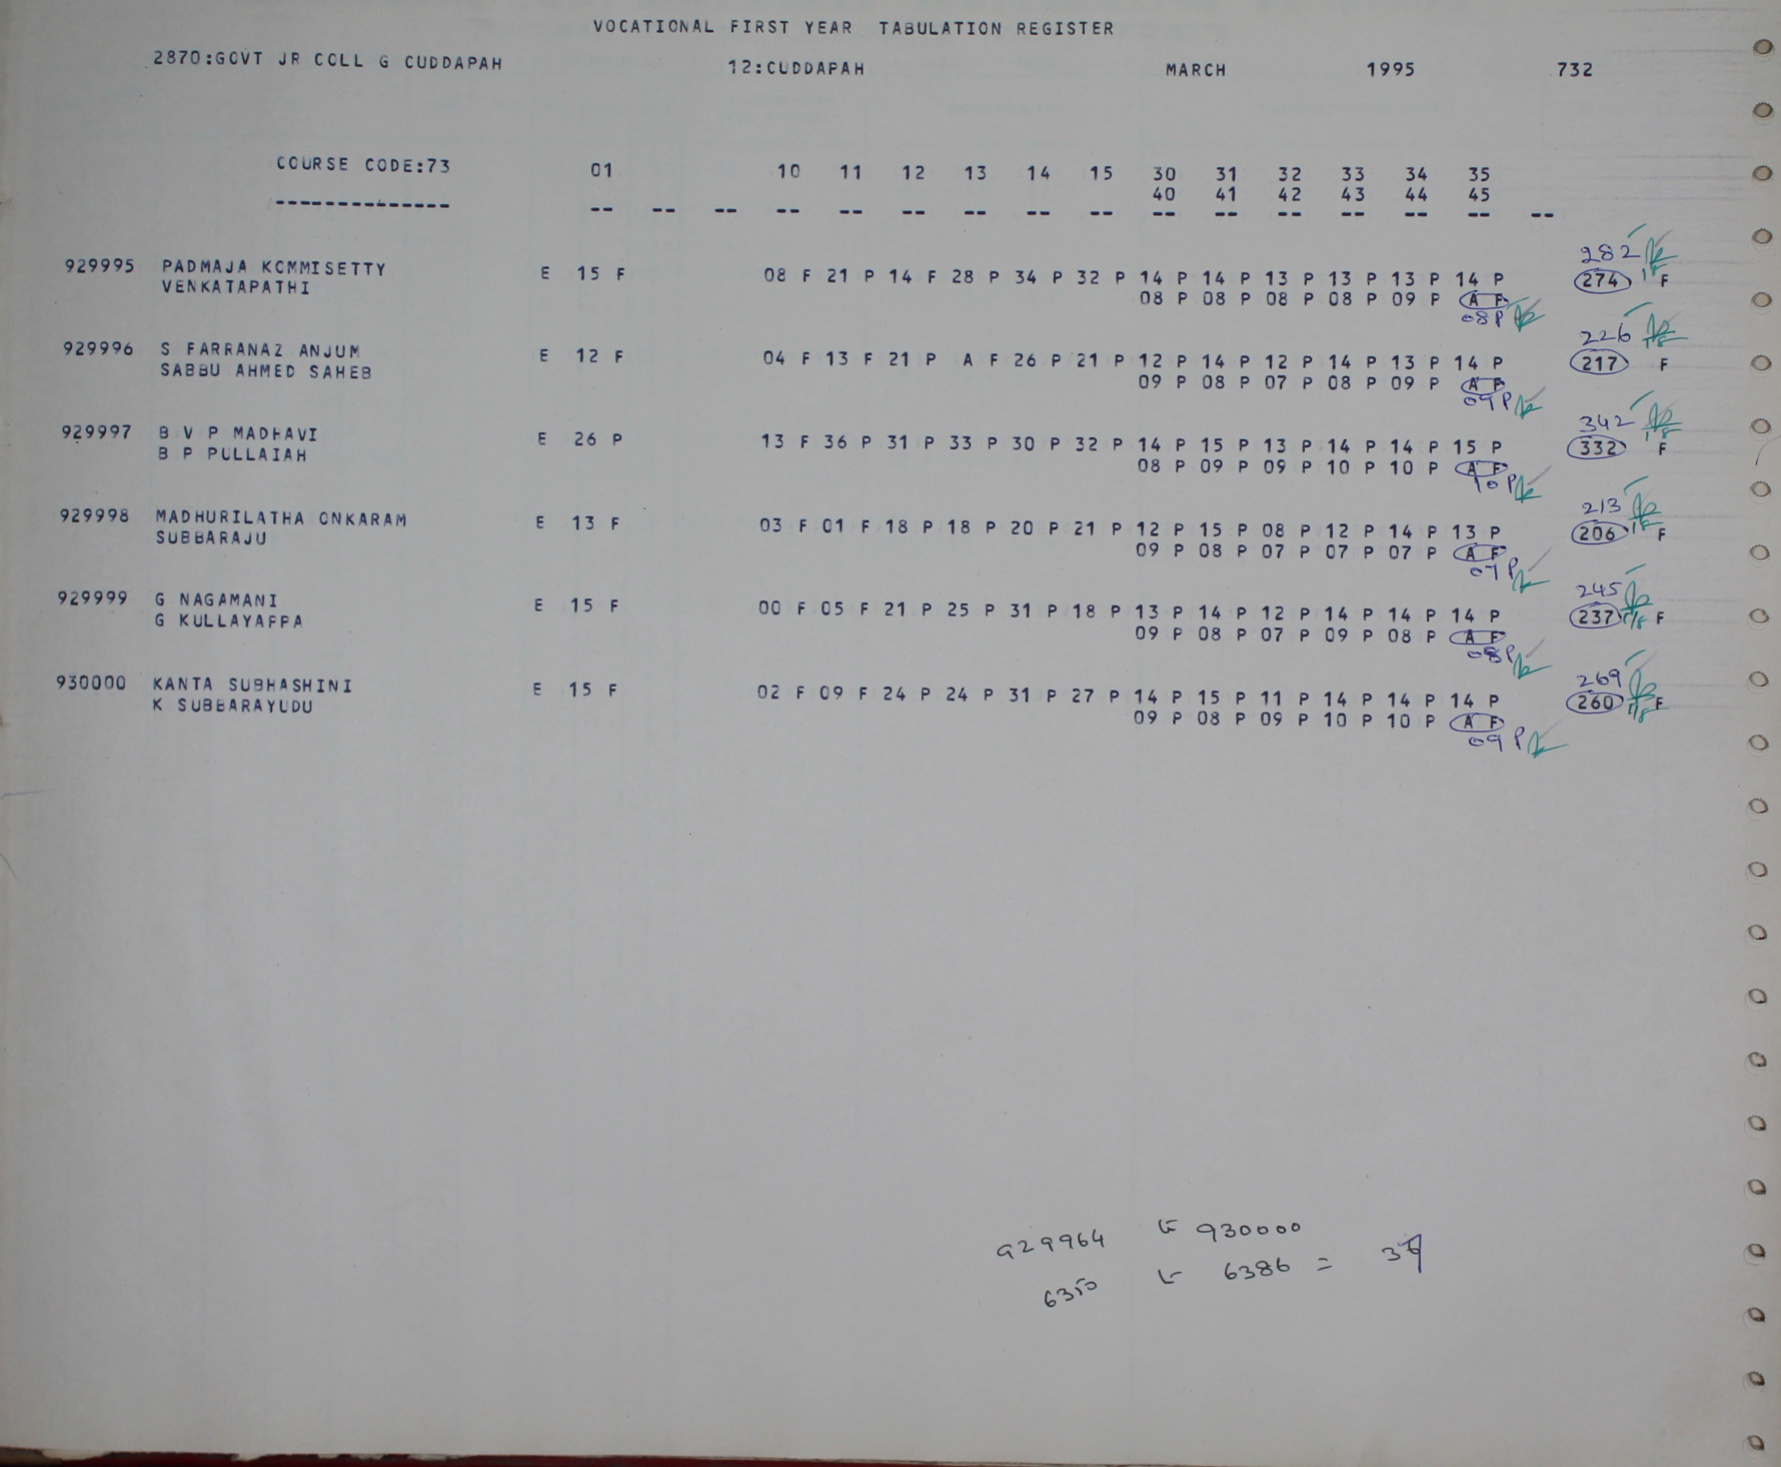 VOCATIONAL FIRST YEAR TABULATION REGISTER
2870:GOVT JR COLL G CUDDAPAH 12:CUDDAPAH MARCH 1995 732
COURSE CODE:73 01 10 11 12 13 14 15 30 31 32 33 34 35
40 41 42 43 44 45
-------------- -- -- -- -- -- -- -- -- -- -- -- -- -- -- -- --
282
929995 PADMAJA KOMMISETTY E 15 F 08 F 21 P 14 F 28 P 34 P 32 P 14 P 14 P 13 P 13 P 13 P 14 P 274 F
VENKATAPATHI 08 P 08 P 08 P 08 P 09 P A F
08 P
226
929996 S FARRANAZ ANJUM E 12 F 04 F 13 F 21 P A F 26 P 21 P 12 P 14 P 12 P 14 P 13 P 14 P 217 F
SABBU AHMED SAHEB 09 P 08 P 07 P 08 P 09 P A F
09 P
342
929997 B V P MADHAVI E 26 P 13 F 36 P 31 P 33 P 30 P 32 P 14 P 15 P 13 P 14 P 14 P 15 P 332 F
B P PULLAIAH 08 P 09 P 09 P 10 P 10 P A F
10 P
213
929998 MADHURILATHA ONKARAM E 13 F 03 F 01 F 18 P 18 P 20 P 21 P 12 P 15 P 08 P 12 P 14 P 13 P 206 F
SUBBARAJU 09 P 08 P 07 P 07 P 07 P A F
07 P
245
929999 G NAGAMANI E 15 F 00 F 05 F 21 P 25 P 31 P 18 P 13 P 14 P 12 P 14 P 14 P 14 P 237 F
G KULLAYAPPA 09 P 08 P 07 P 09 P 08 P A F
08 P
269
930000 KANTA SUBHASHINI E 15 F 02 F 09 F 24 P 24 P 31 P 27 P 14 P 15 P 11 P 14 P 14 P 14 P 260 F
K SUBBARAYUDU 09 P 08 P 09 P 10 P 10 P A F
09 P
929964 930000
6350 6386 = 37